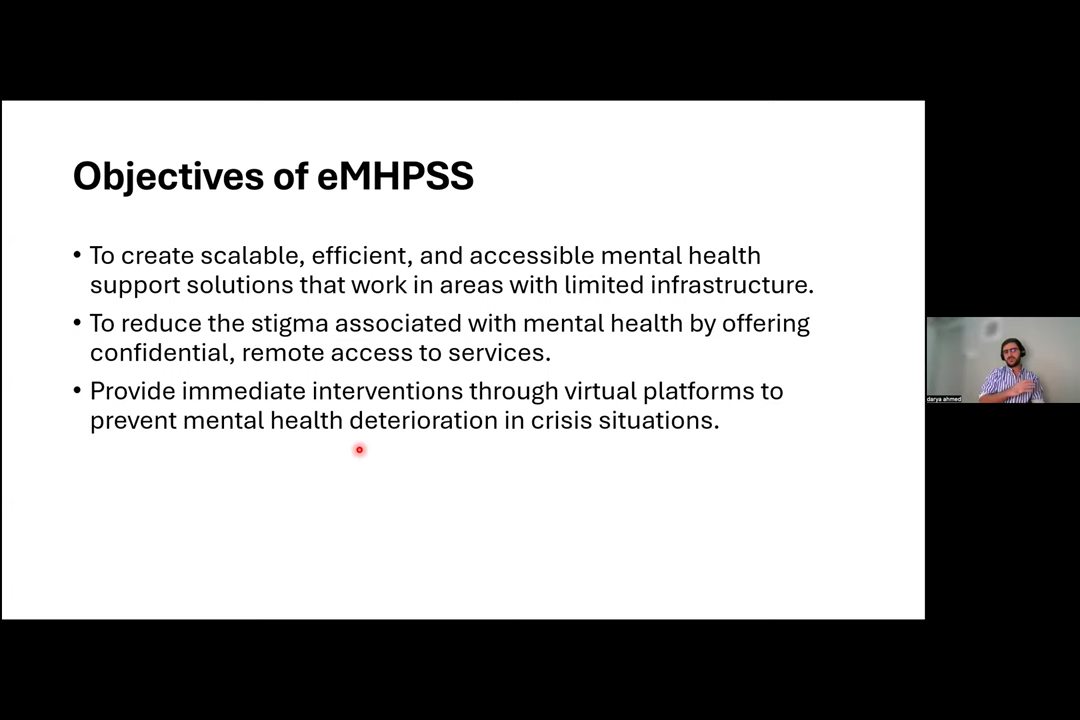 Objectives of eMHPSS
• To create scalable, efficient, and accessible mental health
support solutions that work in areas with limited infrastructure.
• To reduce the stigma associated with mental health by offering
confidential, remote access to services.
• Provide immediate interventions through virtual platforms to
prevent mental health deterioration in crisis situations.
darya ahmed